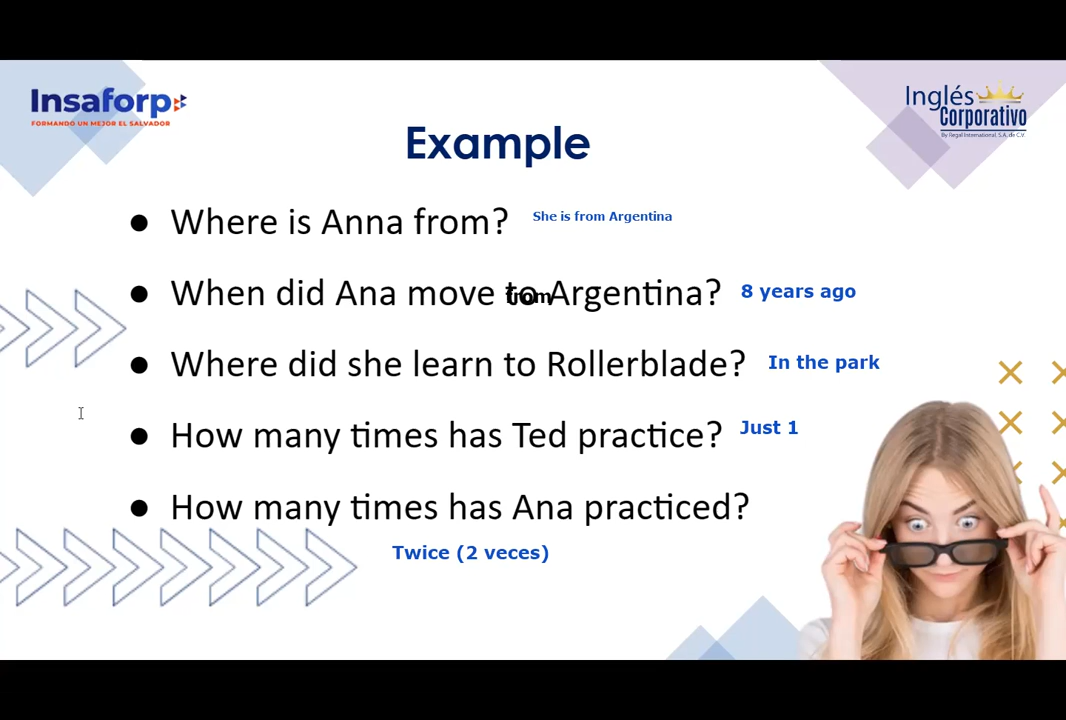 Insaforp
FORMANDO UN MEJOR EL SALVADOR
Inglés
Corporativo
By Regal International, S.A. de C.V.
Example
● Where is Anna from? She is from Argentina
● When did Ana move to from Argentina? 8 years ago
● Where did she learn to Rollerblade? In the park
● How many times has Ted practice? Just 1
● How many times has Ana practiced?
Twice (2 veces)